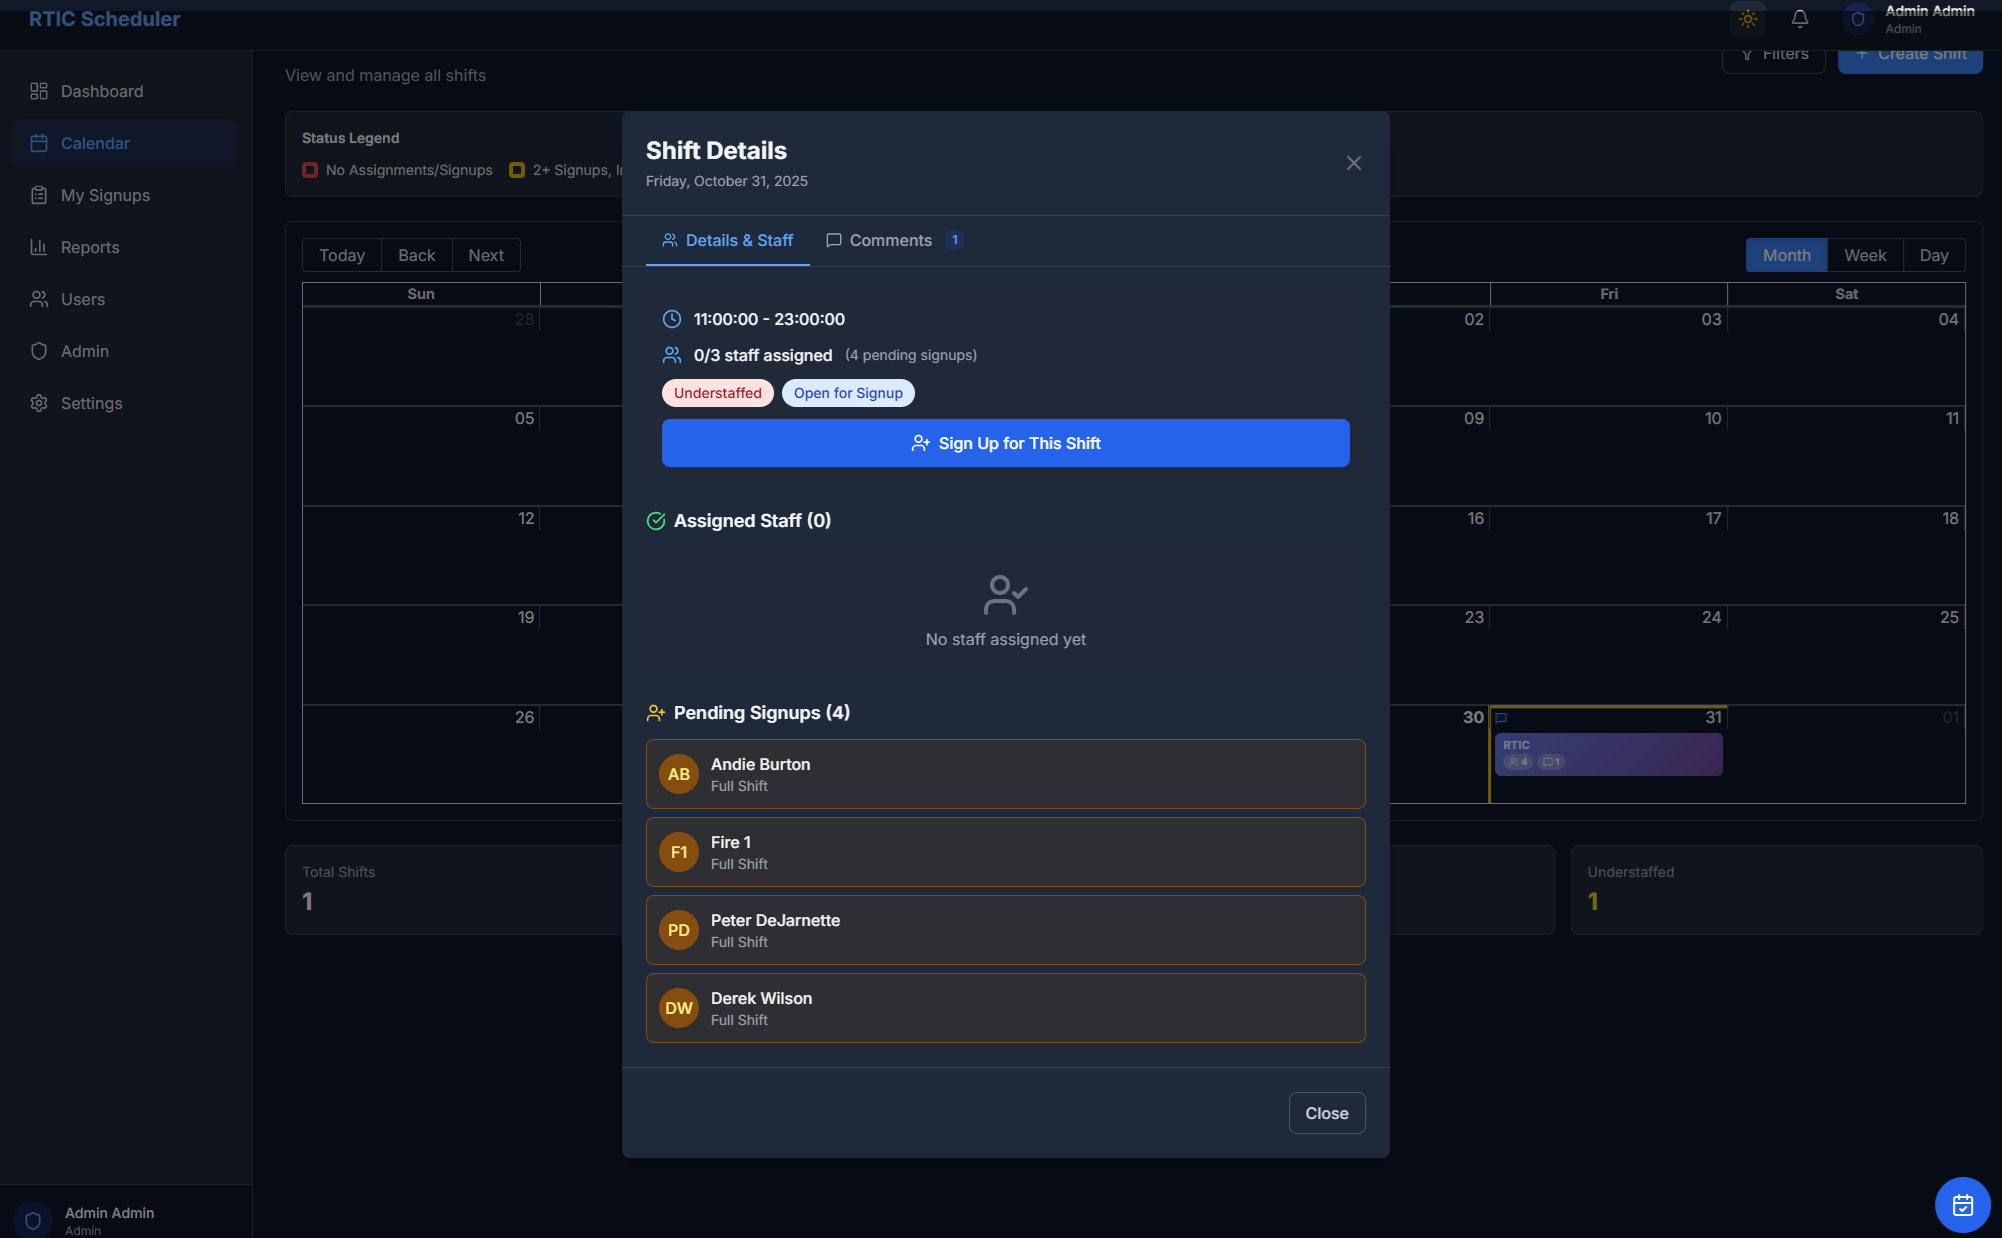 RTIC Scheduler
Admin Admin
Admin
Dashboard
Calendar
My Signups
Reports
Users
Admin
Settings
Admin Admin
Admin
View and manage all shifts
Filters
+ Create Shift
Status Legend
No Assignments/Signups
2+ Signups,
Today
Back
Next
Month
Week
Day
Sun
Fri
Sat
28
02
03
04
05
09
10
11
12
16
17
18
19
23
24
25
26
30
31
01
RTIC
4
1
Total Shifts
1
Understaffed
1
Shift Details
Friday, October 31, 2025
Details & Staff
Comments 1
11:00:00 - 23:00:00
0/3 staff assigned (4 pending signups)
Understaffed
Open for Signup
Sign Up for This Shift
Assigned Staff (0)
No staff assigned yet
Pending Signups (4)
AB
Andie Burton
Full Shift
F1
Fire 1
Full Shift
PD
Peter DeJarnette
Full Shift
DW
Derek Wilson
Full Shift
Close